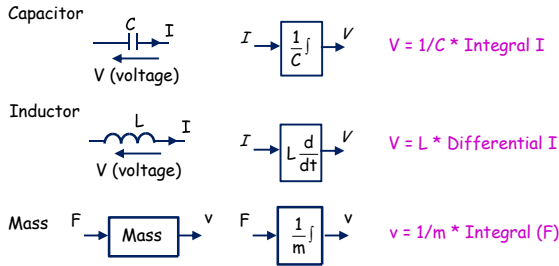 Capacitor
C
I
V (voltage)
I
1/C ∫
V
V = 1/C * Integral I
Inductor
L
I
V (voltage)
I
L d/dt
V
V = L * Differential I
Mass
F
Mass
v
F
1/m ∫
v
v = 1/m * Integral (F)